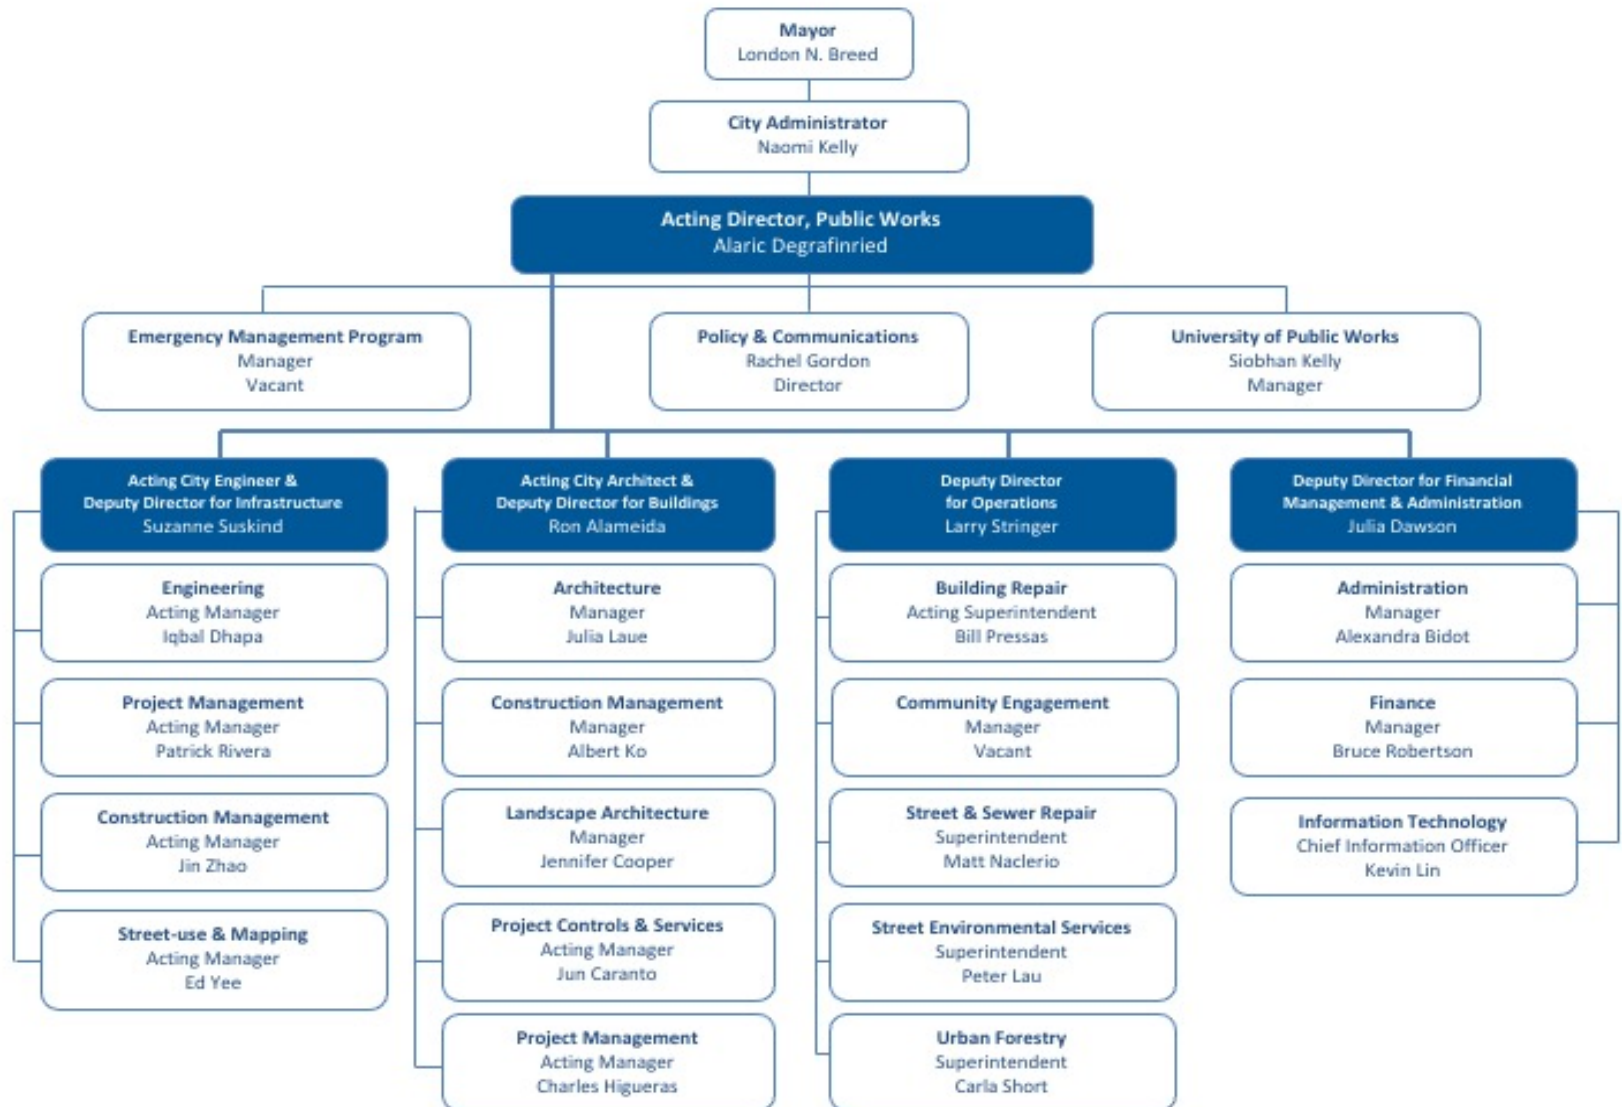 Mayor
London N. Breed
City Administrator
Naomi Kelly
Acting Director, Public Works
Alaric Degrafinried
Emergency Management Program
Manager
Vacant
Policy & Communications
Rachel Gordon
Director
University of Public Works
Siobhan Kelly
Manager
Acting City Engineer &
Deputy Director for Infrastructure
Suzanne Suskind
Engineering
Acting Manager
Iqbal Dhapa
Project Management
Acting Manager
Patrick Rivera
Construction Management
Acting Manager
Jin Zhao
Street-use & Mapping
Acting Manager
Ed Yee
Acting City Architect &
Deputy Director for Buildings
Ron Alameida
Architecture
Manager
Julia Laue
Construction Management
Manager
Albert Ko
Landscape Architecture
Manager
Jennifer Cooper
Project Controls & Services
Acting Manager
Jun Caranto
Project Management
Acting Manager
Charles Higueras
Deputy Director
for Operations
Larry Stringer
Building Repair
Acting Superintendent
Bill Pressas
Community Engagement
Manager
Vacant
Street & Sewer Repair
Superintendent
Matt Naclerio
Street Environmental Services
Superintendent
Peter Lau
Urban Forestry
Superintendent
Carla Short
Deputy Director for Financial
Management & Administration
Julia Dawson
Administration
Manager
Alexandra Bidot
Finance
Manager
Bruce Robertson
Information Technology
Chief Information Officer
Kevin Lin